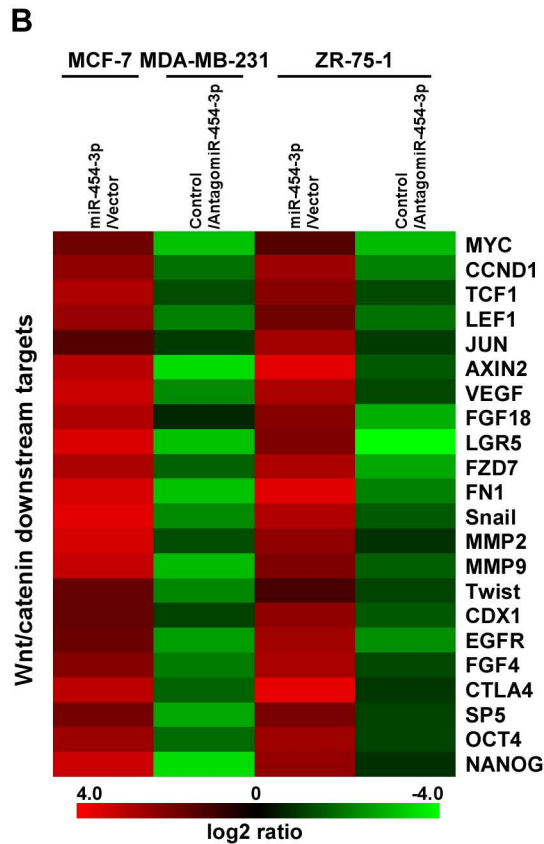 B
MCF-7 MDA-MB-231 ZR-75-1
miR-454-3p
/Vector
Control
/AntagomiR-454-3p
miR-454-3p
/Vector
Control
/AntagomiR-454-3p
Wnt/catenin downstream targets
MYC
CCND1
TCF1
LEF1
JUN
AXIN2
VEGF
FGF18
LGR5
FZD7
FN1
Snail
MMP2
MMP9
Twist
CDX1
EGFR
FGF4
CTLA4
SP5
OCT4
NANOG
4.0 0 -4.0
log2 ratio